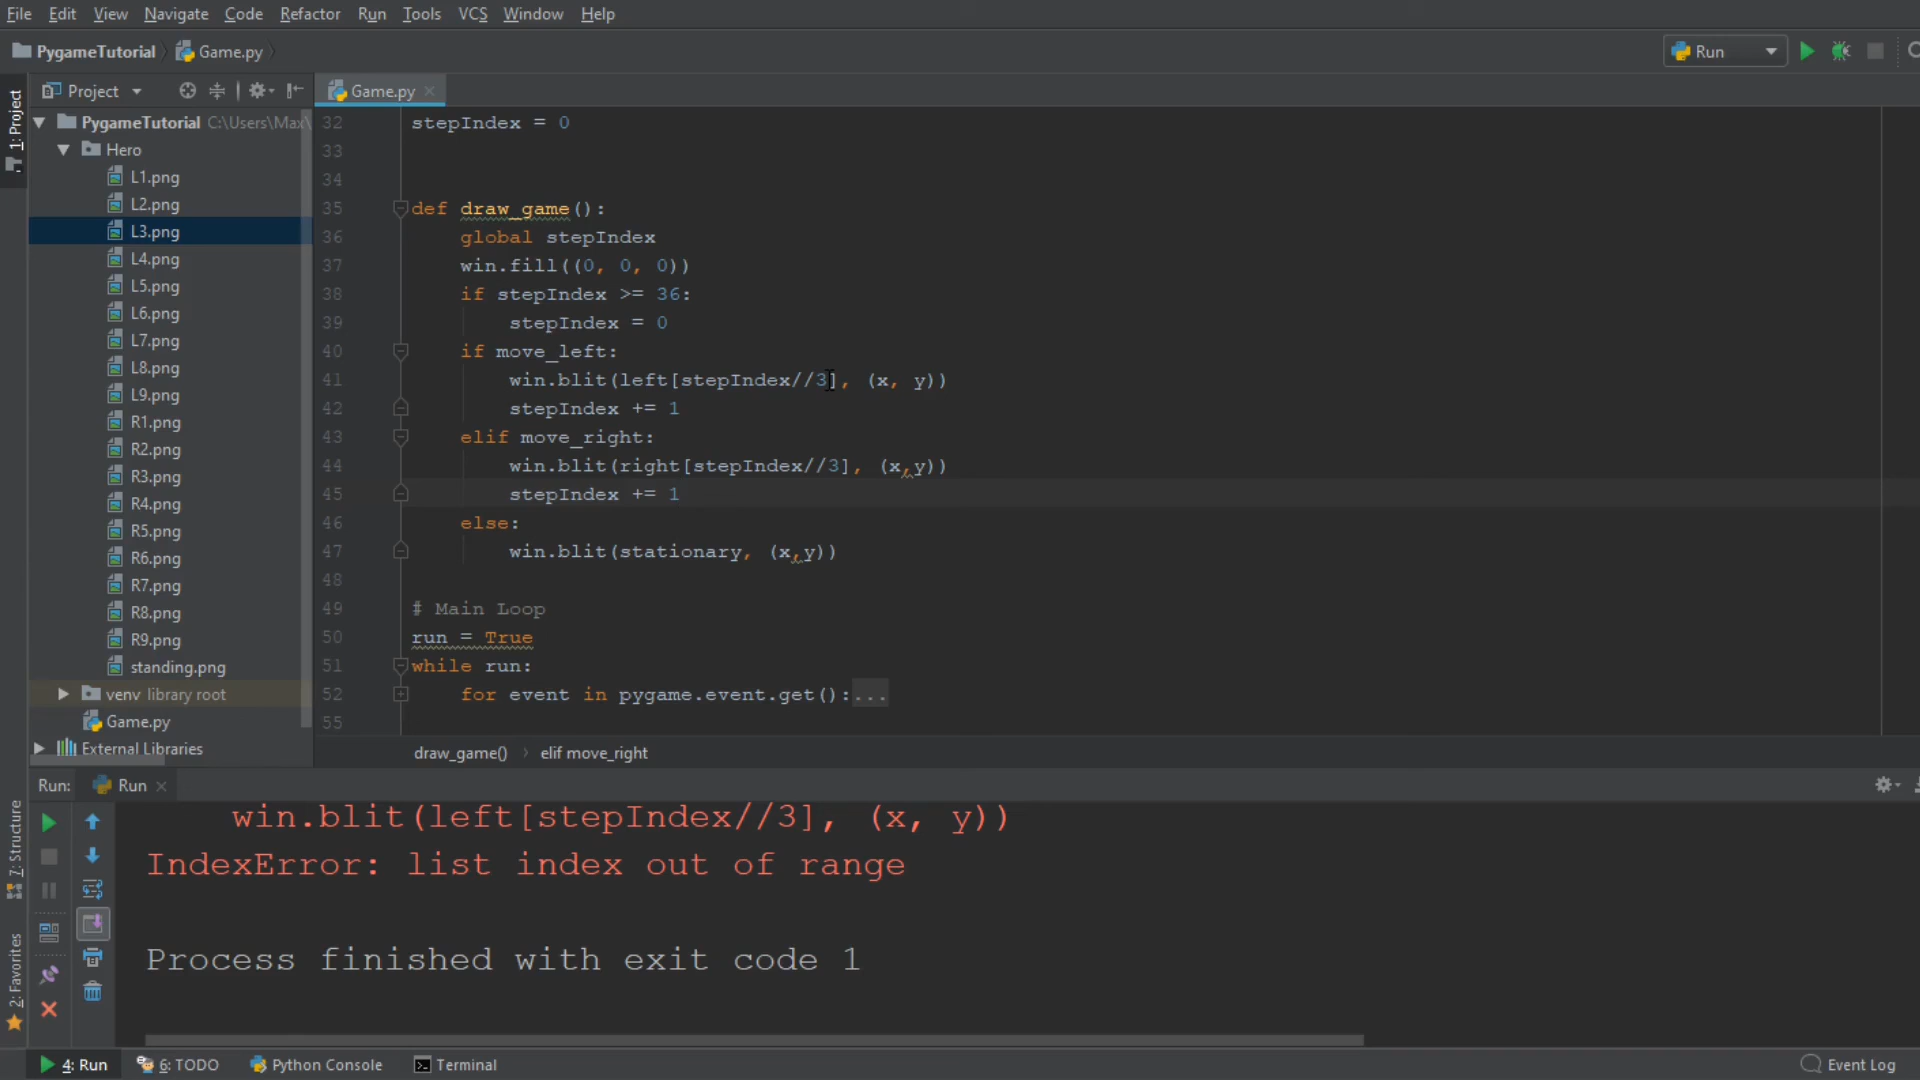 File Edit View Navigate Code Refactor Run Tools VCS Window Help
PygameTutorial Game.py Run
1: Project
Project
Game.py
PygameTutorial C:\Users\Max\
Hero
L1.png
L2.png
L3.png
L4.png
L5.png
L6.png
L7.png
L8.png
L9.png
R1.png
R2.png
R3.png
R4.png
R5.png
R6.png
R7.png
R8.png
R9.png
standing.png
venv library root
Game.py
External Libraries
32 stepIndex = 0
33
34
35 def draw_game():
36 global stepIndex
37 win.fill((0, 0, 0))
38 if stepIndex >= 36:
39 stepIndex = 0
40 if move_left:
41 win.blit(left[stepIndex//3], (x, y))
42 stepIndex += 1
43 elif move_right:
44 win.blit(right[stepIndex//3], (x,y))
45 stepIndex += 1
46 else:
47 win.blit(stationary, (x,y))
48
49 # Main Loop
50 run = True
51 while run:
52 for event in pygame.event.get():...
55
draw_game() elif move_right
Run: Run
7: Structure
2: Favorites
win.blit(left[stepIndex//3], (x, y))
IndexError: list index out of range
Process finished with exit code 1
4: Run 6: TODO Python Console Terminal Event Log